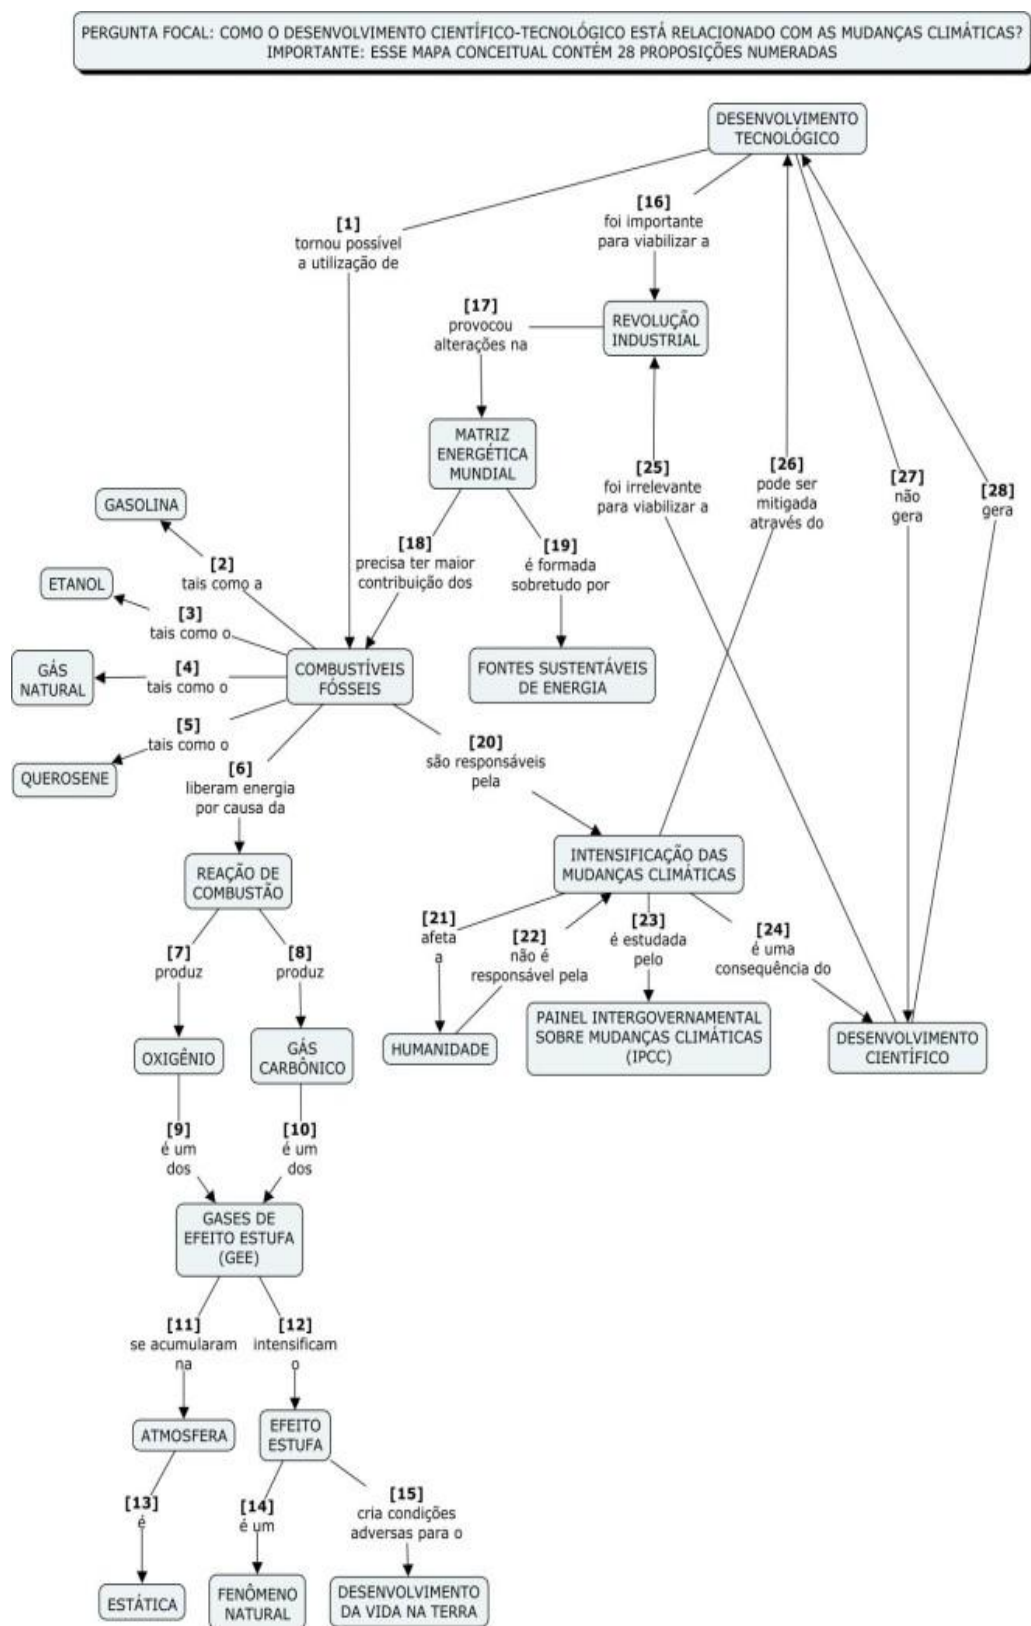 PERGUNTA FOCAL: COMO O DESENVOLVIMENTO CIENTÍFICO-TECNOLÓGICO ESTÁ RELACIONADO COM AS MUDANÇAS CLIMÁTICAS?
IMPORTANTE: ESSE MAPA CONCEITUAL CONTÉM 28 PROPOSIÇÕES NUMERADAS
DESENVOLVIMENTO
TECNOLÓGICO
[1]
tornou possível
a utilização de
[16]
foi importante
para viabilizar a
[17]
provocou
alterações na
REVOLUÇÃO
INDUSTRIAL
MATRIZ
ENERGÉTICA
MUNDIAL
[25]
foi irrelevante
para viabilizar a
[26]
pode ser
mitigada
através do
[27]
não
gera
[28]
gera
GASOLINA
[2]
tais como a
[18]
precisa ter maior
contribuição dos
[19]
é formada
sobretudo por
ETANOL
[3]
tais como o
GÁS
NATURAL
[4]
tais como o
COMBUSTÍVEIS
FÓSSEIS
FONTES SUSTENTÁVEIS
DE ENERGIA
[5]
tais como o
QUEROSENE
[6]
liberam energia
por causa da
[20]
são responsáveis
pela
REAÇÃO DE
COMBUSTÃO
INTENSIFICAÇÃO DAS
MUDANÇAS CLIMÁTICAS
[7]
produz
[8]
produz
[21]
afeta
a
[22]
não é
responsável pela
[23]
é estudada
pelo
[24]
é uma
consequência do
OXIGÊNIO
GÁS
CARBÔNICO
HUMANIDADE
PAINEL INTERGOVERNAMENTAL
SOBRE MUDANÇAS CLIMÁTICAS
(IPCC)
DESENVOLVIMENTO
CIENTÍFICO
[9]
é um
dos
[10]
é um
dos
GASES DE
EFEITO ESTUFA
(GEE)
[11]
se acumularam
na
[12]
intensificam
o
ATMOSFERA
EFEITO
ESTUFA
[13]
é
[14]
é um
[15]
cria condições
adversas para o
ESTÁTICA
FENÔMENO
NATURAL
DESENVOLVIMENTO
DA VIDA NA TERRA